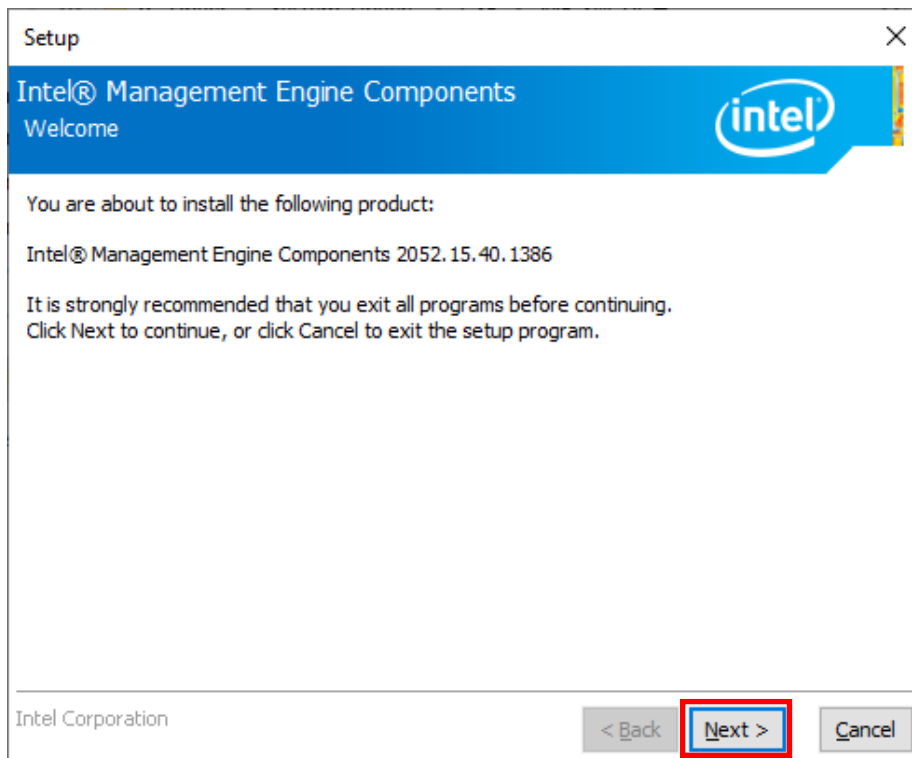 Setup
Intel® Management Engine Components
Welcome
intel
You are about to install the following product:
Intel® Management Engine Components 2052.15.40.1386
It is strongly recommended that you exit all programs before continuing.
Click Next to continue, or click Cancel to exit the setup program.
Intel Corporation
< Back Next > Cancel